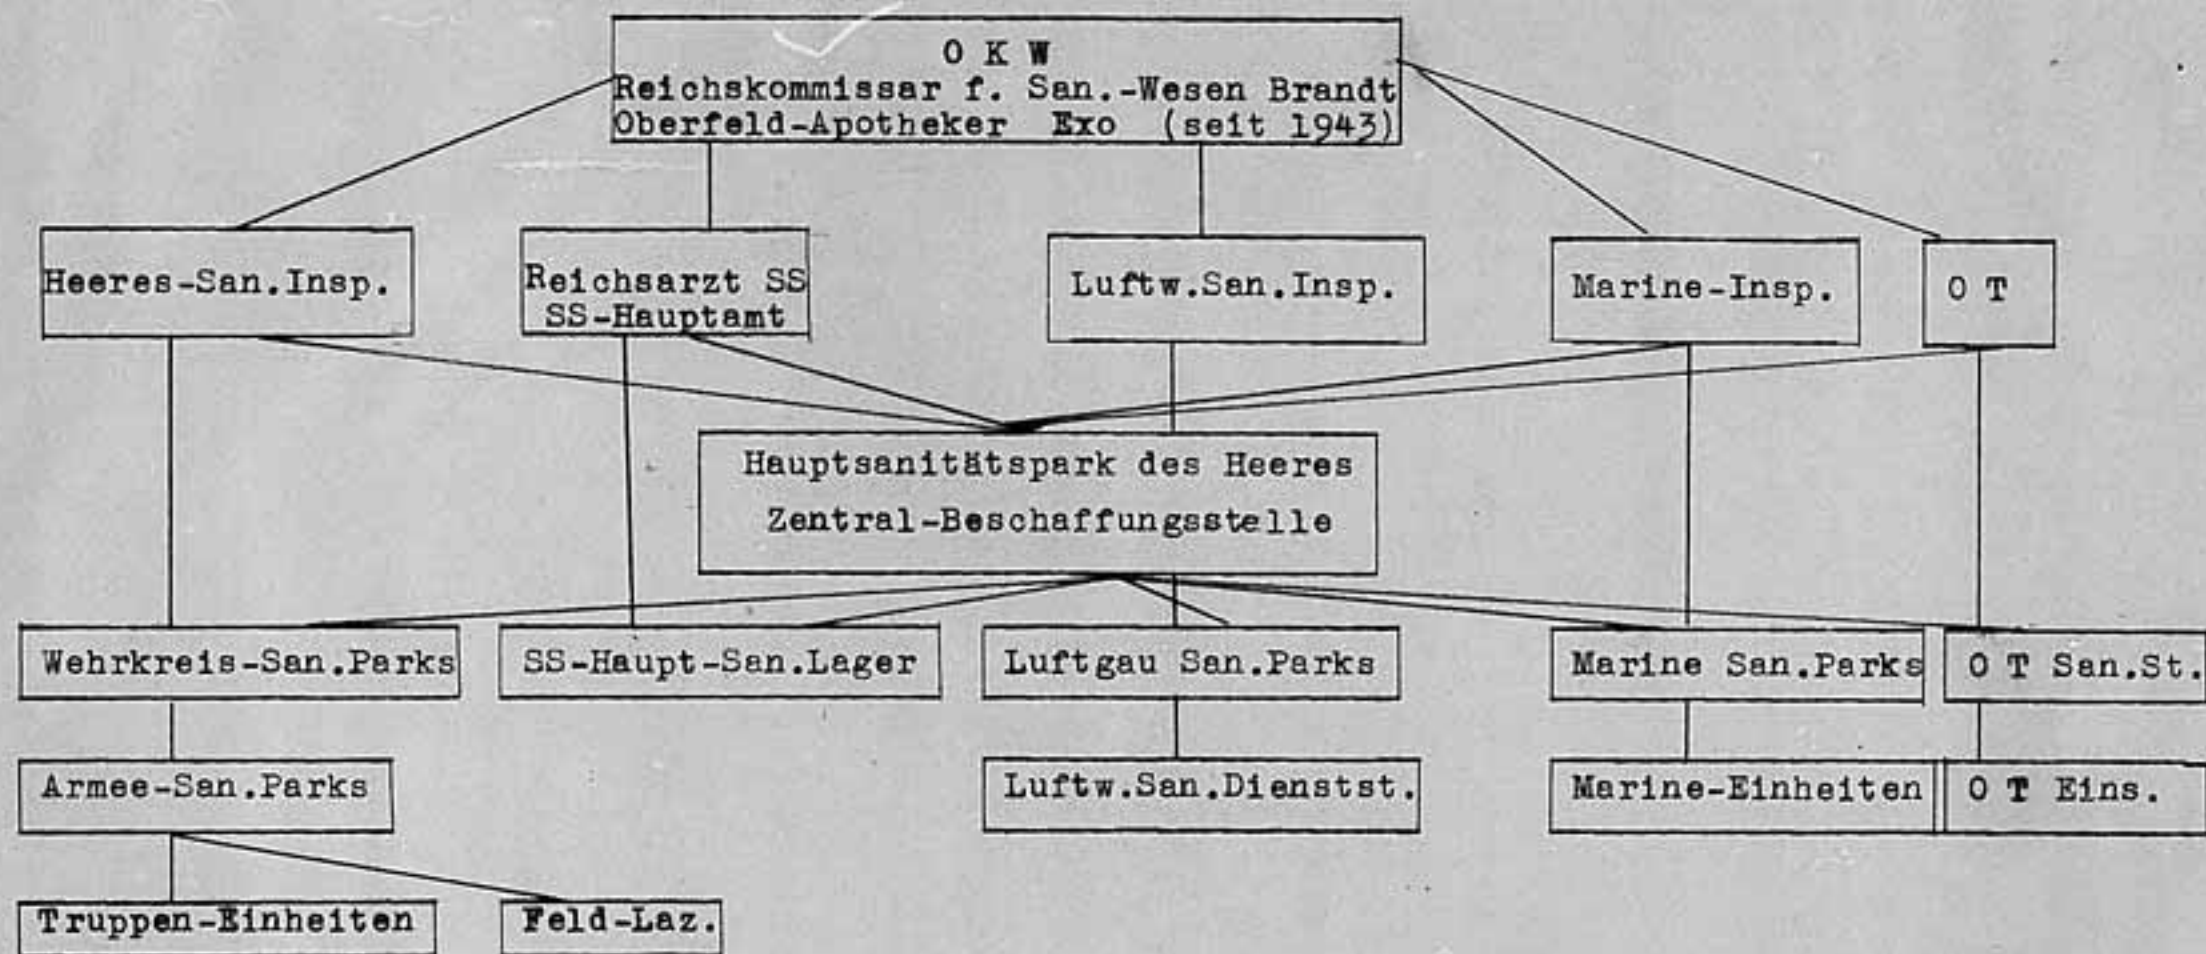 O K W
Reichskommissar f. San.-Wesen Brandt
Oberfeld-Apotheker Exo (seit 1943)
Heeres-San.Insp.
Reichsarzt SS
SS-Hauptamt
Luftw.San.Insp.
Marine-Insp.
O T
Hauptsanitätspark des Heeres
Zentral-Beschaffungsstelle
Wehrkreis-San.Parks
SS-Haupt-San.Lager
Luftgau San.Parks
Marine San.Parks
O T San.St.
Armee-San.Parks
Luftw.San.Dienstst.
Marine-Einheiten
O T Eins.
Truppen-Einheiten
Feld-Laz.